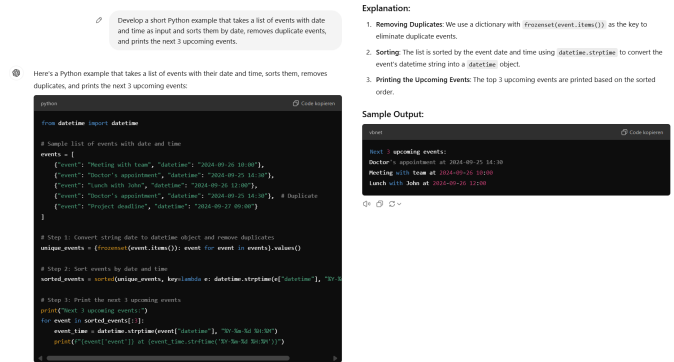 Develop a short Python example that takes a list of events with date
and time as input and sorts them by date, removes duplicate events,
and prints the next 3 upcoming events.
Here's a Python example that takes a list of events with their date and time, sorts them, removes
duplicates, and prints the next 3 upcoming events:
python
Code kopieren
from datetime import datetime
# Sample list of events with date and time
events = [
{"event": "Meeting with team", "datetime": "2024-09-26 10:00"},
{"event": "Doctor's appointment", "datetime": "2024-09-25 14:30"},
{"event": "Lunch with John", "datetime": "2024-09-26 12:00"},
{"event": "Doctor's appointment", "datetime": "2024-09-25 14:30"},  # Duplicate
{"event": "Project deadline", "datetime": "2024-09-27 09:00"}
]
# Step 1: Convert string date to datetime object and remove duplicates
unique_events = {frozenset(event.items()): event for event in events}.values()
# Step 2: Sort events by date and time
sorted_events = sorted(unique_events, key=lambda e: datetime.strptime(e["datetime"], "%Y-%
# Step 3: Print the next 3 upcoming events
print("Next 3 upcoming events:")
for event in sorted_events[:3]:
event_time = datetime.strptime(event["datetime"], "%Y-%m-%d %H:%M")
print(f"{event['event']} at {event_time.strftime('%Y-%m-%d %H:%M')}")
Explanation:
1. Removing Duplicates: We use a dictionary with frozenset(event.items()) as the key to
eliminate duplicate events.
2. Sorting: The list is sorted by the event date and time using datetime.strptime to convert the
event's datetime string into a datetime object.
3. Printing the Upcoming Events: The top 3 upcoming events are printed based on the sorted
order.
Sample Output:
vbnet
Code kopieren
Next 3 upcoming events:
Doctor's appointment at 2024-09-25 14:30
Meeting with team at 2024-09-26 10:00
Lunch with John at 2024-09-26 12:00